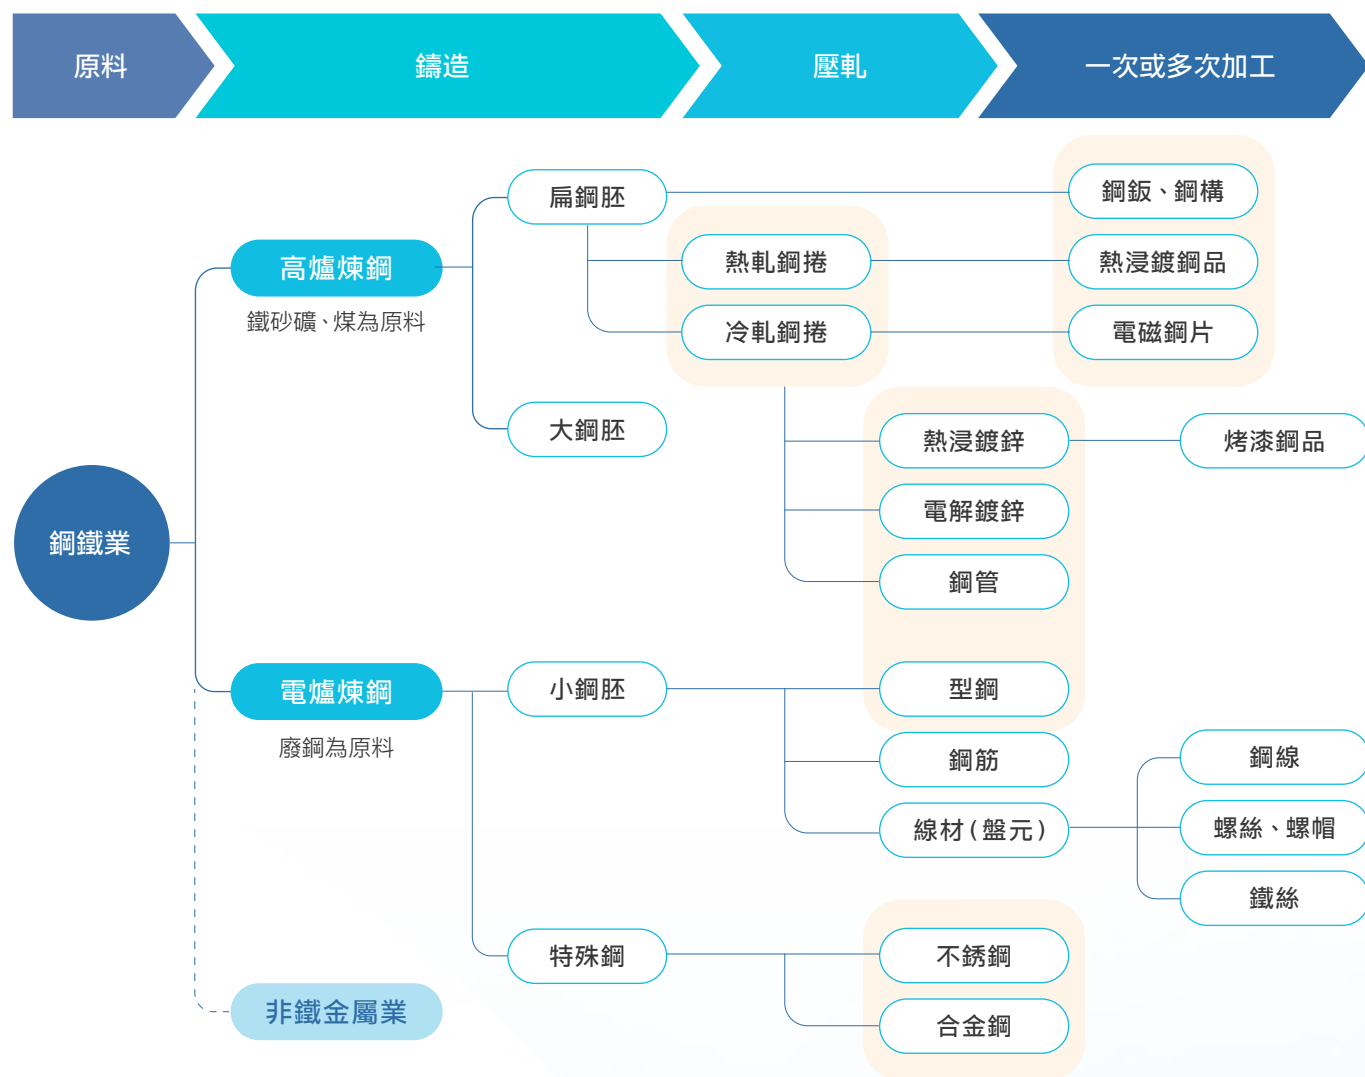 原料
鑄造
壓軋
一次或多次加工
鋼鐵業
高爐煉鋼
鐵砂礦、煤為原料
扁鋼胚
鋼鈑、鋼構
熱軋鋼捲
熱浸鍍鋼品
冷軋鋼捲
電磁鋼片
大鋼胚
熱浸鍍鋅
烤漆鋼品
電解鍍鋅
鋼管
電爐煉鋼
廢鋼為原料
小鋼胚
型鋼
鋼筋
線材(盤元)
鋼線
螺絲、螺帽
鐵絲
特殊鋼
不銹鋼
合金鋼
非鐵金屬業